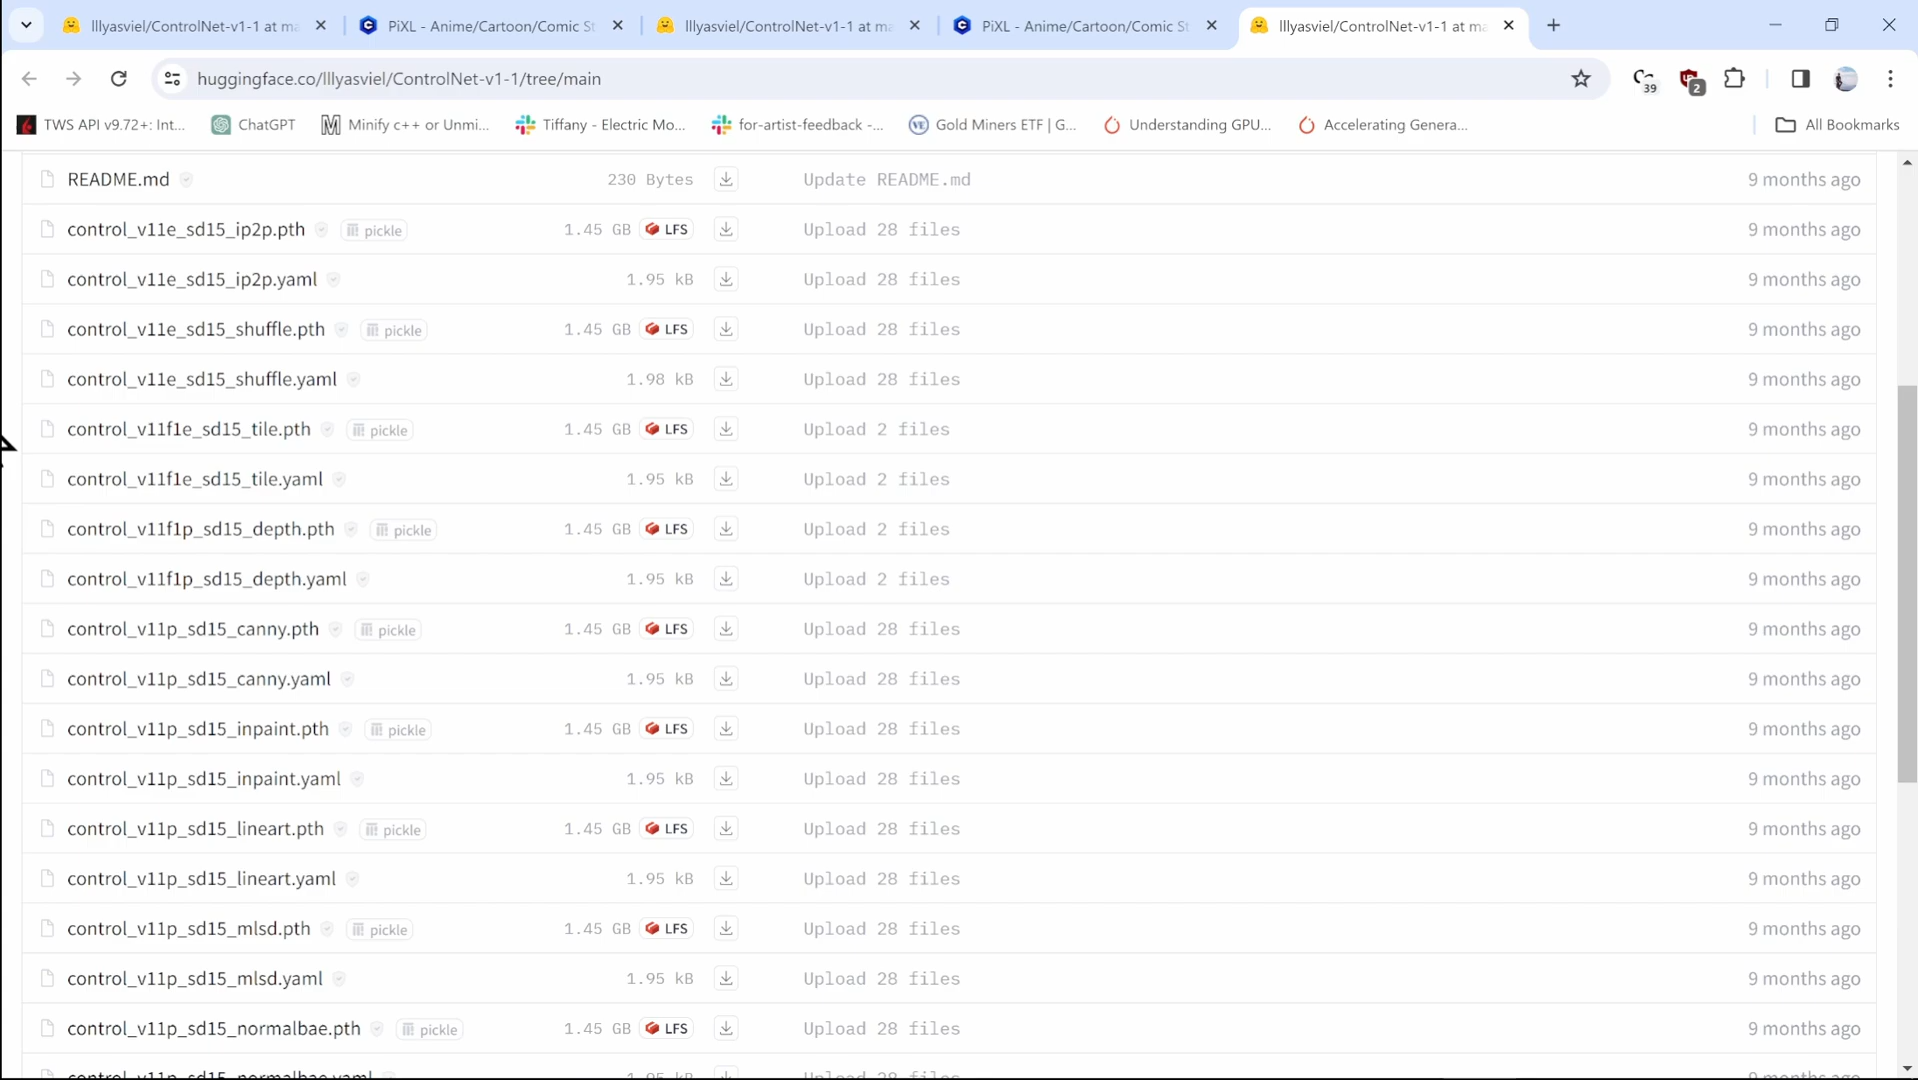 lllyasviel/ControlNet-v1-1 at ma
PiXL - Anime/Cartoon/Comic St
lllyasviel/ControlNet-v1-1 at ma
PiXL - Anime/Cartoon/Comic St
lllyasviel/ControlNet-v1-1 at ma
huggingface.co/lllyasviel/ControlNet-v1-1/tree/main
39
2
TWS API v9.72+: Int...
ChatGPT
Minify c++ or Unmi...
Tiffany - Electric Mo...
for-artist-feedback -...
Gold Miners ETF | G...
Understanding GPU...
Accelerating Genera...
All Bookmarks
README.md 230 Bytes Update README.md 9 months ago
control_v11e_sd15_ip2p.pth pickle 1.45 GB LFS Upload 28 files 9 months ago
control_v11e_sd15_ip2p.yaml 1.95 kB Upload 28 files 9 months ago
control_v11e_sd15_shuffle.pth pickle 1.45 GB LFS Upload 28 files 9 months ago
control_v11e_sd15_shuffle.yaml 1.98 kB Upload 28 files 9 months ago
control_v11f1e_sd15_tile.pth pickle 1.45 GB LFS Upload 2 files 9 months ago
control_v11f1e_sd15_tile.yaml 1.95 kB Upload 2 files 9 months ago
control_v11f1p_sd15_depth.pth pickle 1.45 GB LFS Upload 2 files 9 months ago
control_v11f1p_sd15_depth.yaml 1.95 kB Upload 2 files 9 months ago
control_v11p_sd15_canny.pth pickle 1.45 GB LFS Upload 28 files 9 months ago
control_v11p_sd15_canny.yaml 1.95 kB Upload 28 files 9 months ago
control_v11p_sd15_inpaint.pth pickle 1.45 GB LFS Upload 28 files 9 months ago
control_v11p_sd15_inpaint.yaml 1.95 kB Upload 28 files 9 months ago
control_v11p_sd15_lineart.pth pickle 1.45 GB LFS Upload 28 files 9 months ago
control_v11p_sd15_lineart.yaml 1.95 kB Upload 28 files 9 months ago
control_v11p_sd15_mlsd.pth pickle 1.45 GB LFS Upload 28 files 9 months ago
control_v11p_sd15_mlsd.yaml 1.95 kB Upload 28 files 9 months ago
control_v11p_sd15_normalbae.pth pickle 1.45 GB LFS Upload 28 files 9 months ago
control_v11p_sd15_normalbae.yaml 1.95 kB Upload 28 files 9 months ago